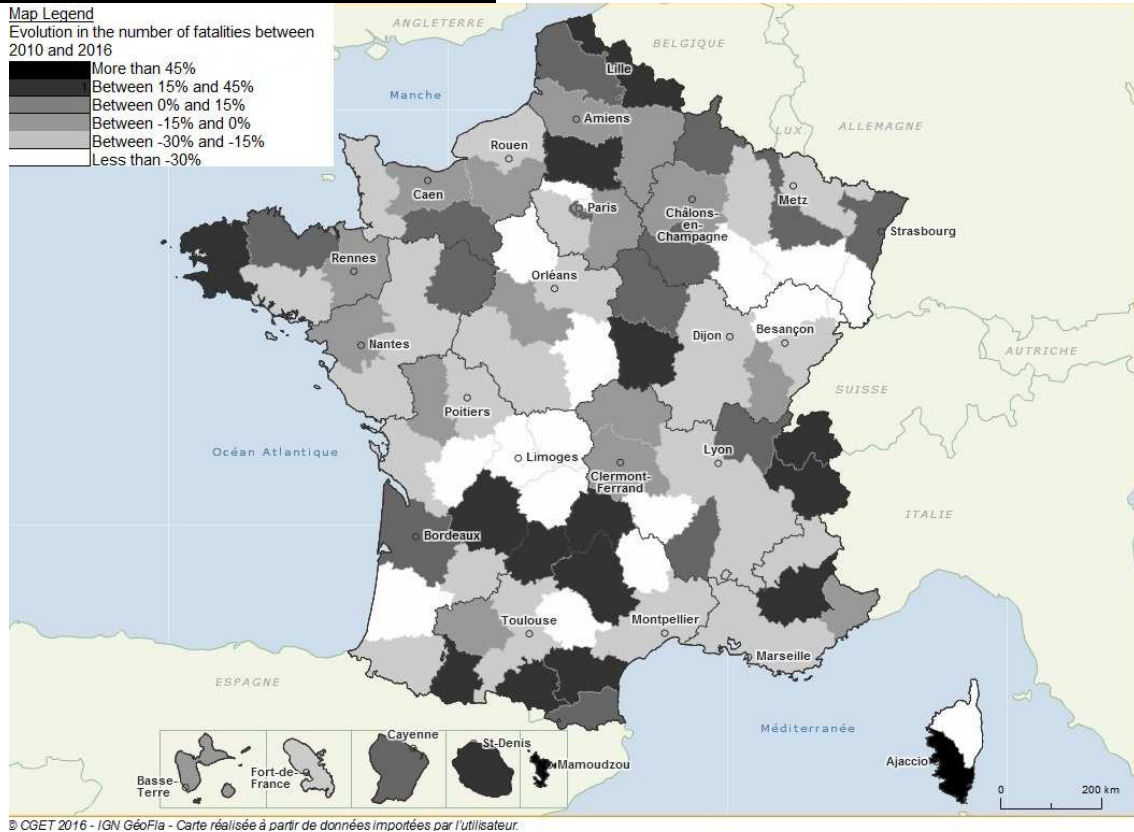 Map Legend
Evolution in the number of fatalities between
2010 and 2016
More than 45%
Between 15% and 45%
Between 0% and 15%
Between -15% and 0%
Between -30% and -15%
Less than -30%
ANGLETERRE
BELGIQUE
Lille
Manche
Amiens
LUX.
ALLEMAGNE
Rouen
Caen
Paris
Châlons-
en-
Champagne
Metz
Strasbourg
Rennes
Orléans
Nantes
Dijon
Besançon
AUTRICHE
SUISSE
Poitiers
Océan Atlantique
Limoges
Clermont-
Ferrand
Lyon
ITALIE
Bordeaux
Toulouse
Montpellier
Marseille
ESPAGNE
Méditerranée
Cayenne
St-Denis
Mamoudzou
Basse-
Terre
Fort-de-
France
Ajaccio
0 200 km
© CGET 2016 - IGN GéoFla - Carte réalisée à partir de données importées par l'utilisateur.